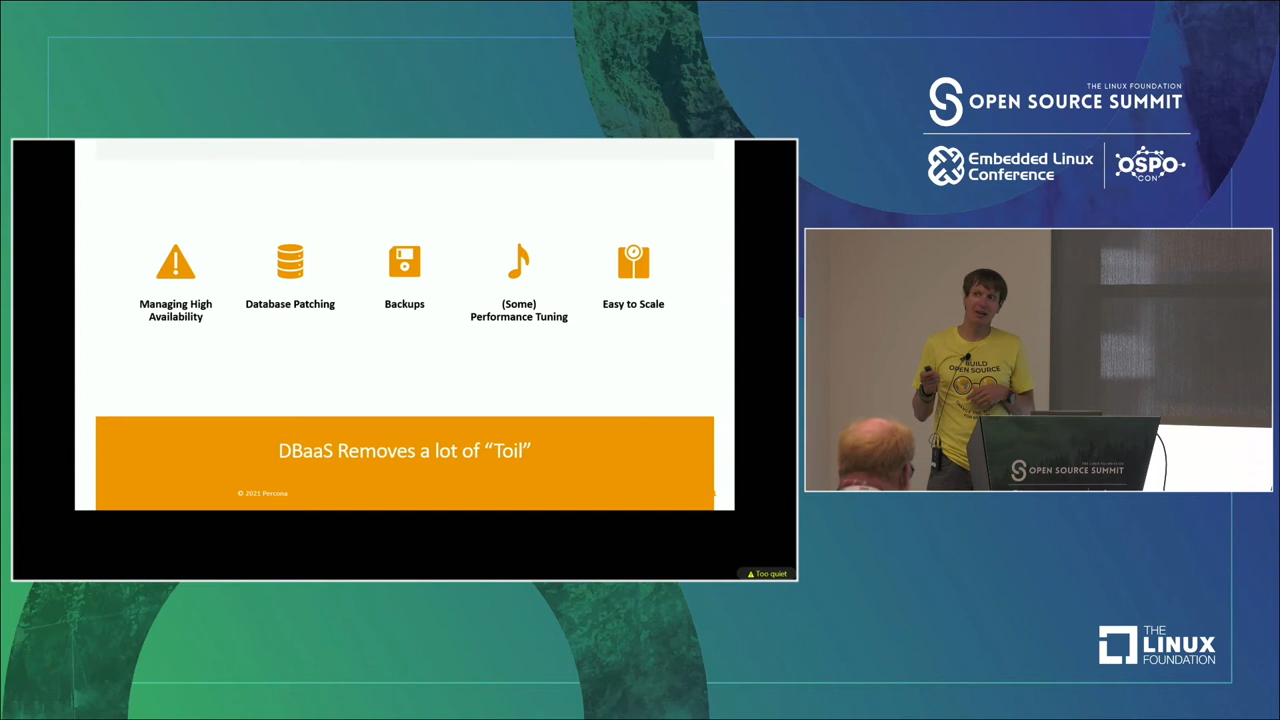 THE LINUX FOUNDATION
OPEN SOURCE SUMMIT
Embedded Linux
Conference
OSPO
CON
Managing High
Availability
Database Patching
Backups
(Some)
Performance Tuning
Easy to Scale
DBaaS Removes a lot of “Toil”
© 2021 Percona
Too quiet
BUILD
OPEN SOURCE
OPEN SOURCE SUMMIT
THE
LINUX
FOUNDATION